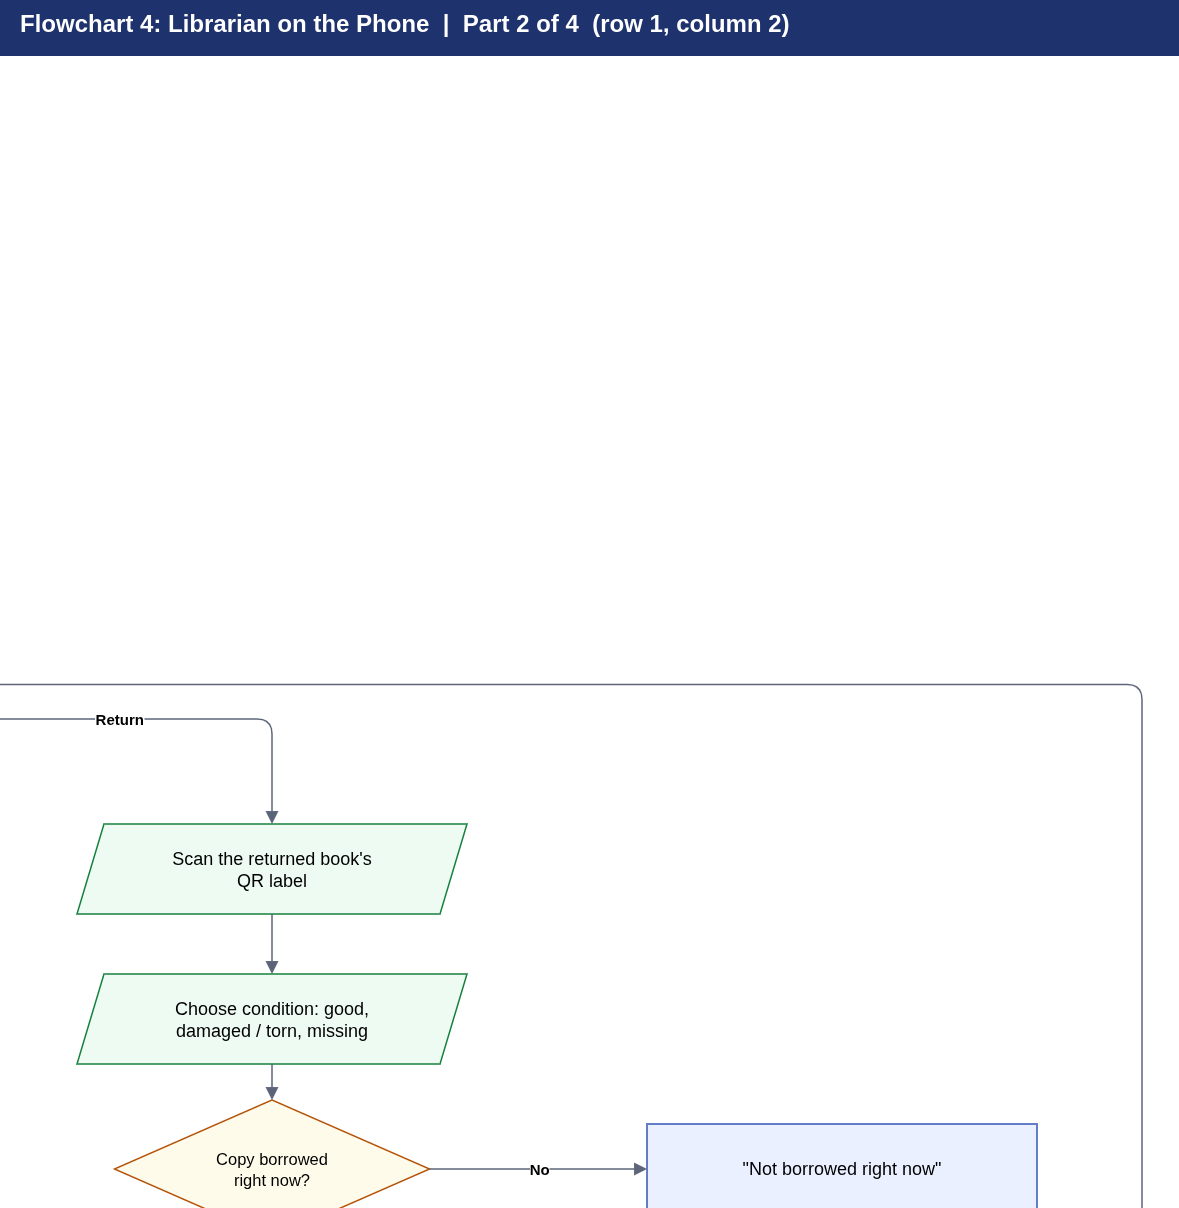 Flowchart 4: Librarian on the Phone | Part 2 of 4 (row 1, column 2)
Return
Scan the returned book's
QR label
Choose condition: good,
damaged / torn, missing
Copy borrowed
right now?
No
"Not borrowed right now"